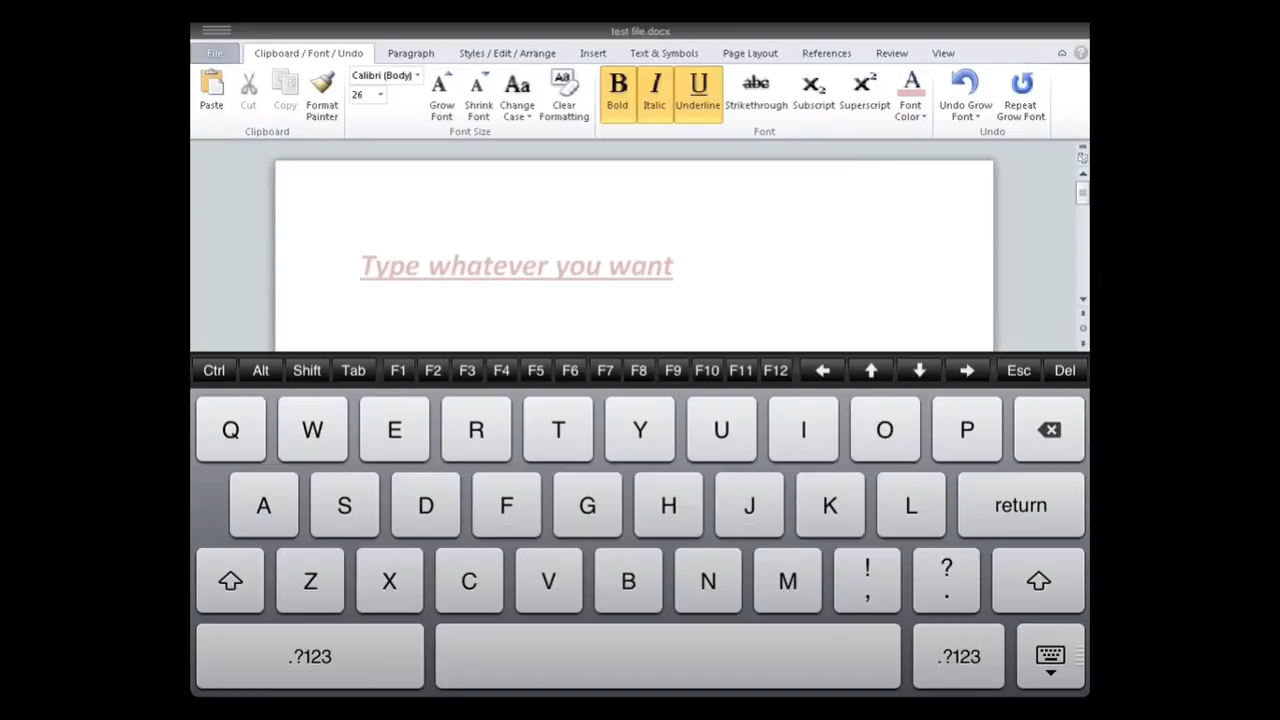 test file.docx
File Clipboard / Font / Undo Paragraph Styles / Edit / Arrange Insert Text & Symbols Page Layout References Review View
Calibri (Body)
26
Paste Cut Copy Format Painter
Grow Font Shrink Font Change Case Clear Formatting
B I U abc X₂ X² A
Bold Italic Underline Strikethrough Subscript Superscript Font Color
Undo Grow Font Repeat Grow Font
Clipboard Font Size Font Undo
Type whatever you want
Ctrl Alt Shift Tab F1 F2 F3 F4 F5 F6 F7 F8 F9 F10 F11 F12 Esc Del
Q W E R T Y U I O P
A S D F G H J K L return
Z X C V B N M ! , ? .
.?123 .?123